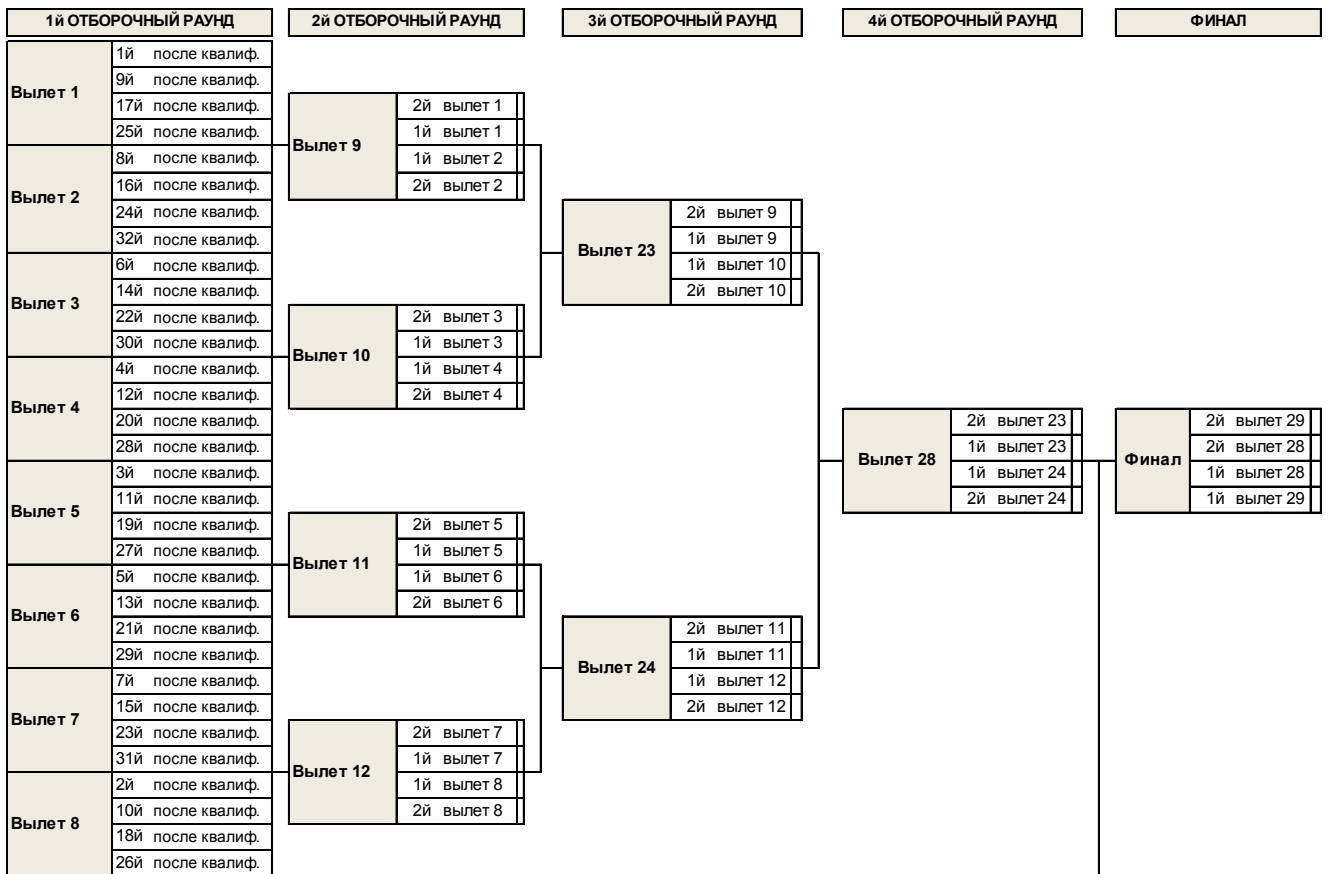 1й ОТБОРОЧНЫЙ РАУНД
2й ОТБОРОЧНЫЙ РАУНД
3й ОТБОРОЧНЫЙ РАУНД
4й ОТБОРОЧНЫЙ РАУНД
ФИНАЛ
Вылет 1
1й после квалиф.
9й после квалиф.
17й после квалиф.
25й после квалиф.
Вылет 2
8й после квалиф.
16й после квалиф.
24й после квалиф.
32й после квалиф.
Вылет 3
6й после квалиф.
14й после квалиф.
22й после квалиф.
30й после квалиф.
Вылет 4
4й после квалиф.
12й после квалиф.
20й после квалиф.
28й после квалиф.
Вылет 5
3й после квалиф.
11й после квалиф.
19й после квалиф.
27й после квалиф.
Вылет 6
5й после квалиф.
13й после квалиф.
21й после квалиф.
29й после квалиф.
Вылет 7
7й после квалиф.
15й после квалиф.
23й после квалиф.
31й после квалиф.
Вылет 8
2й после квалиф.
10й после квалиф.
18й после квалиф.
26й после квалиф.
Вылет 9
2й вылет 1
1й вылет 1
1й вылет 2
2й вылет 2
Вылет 10
2й вылет 3
1й вылет 3
1й вылет 4
2й вылет 4
Вылет 11
2й вылет 5
1й вылет 5
1й вылет 6
2й вылет 6
Вылет 12
2й вылет 7
1й вылет 7
1й вылет 8
2й вылет 8
Вылет 23
2й вылет 9
1й вылет 9
1й вылет 10
2й вылет 10
Вылет 24
2й вылет 11
1й вылет 11
1й вылет 12
2й вылет 12
Вылет 28
2й вылет 23
1й вылет 23
1й вылет 24
2й вылет 24
Финал
2й вылет 29
2й вылет 28
1й вылет 28
1й вылет 29